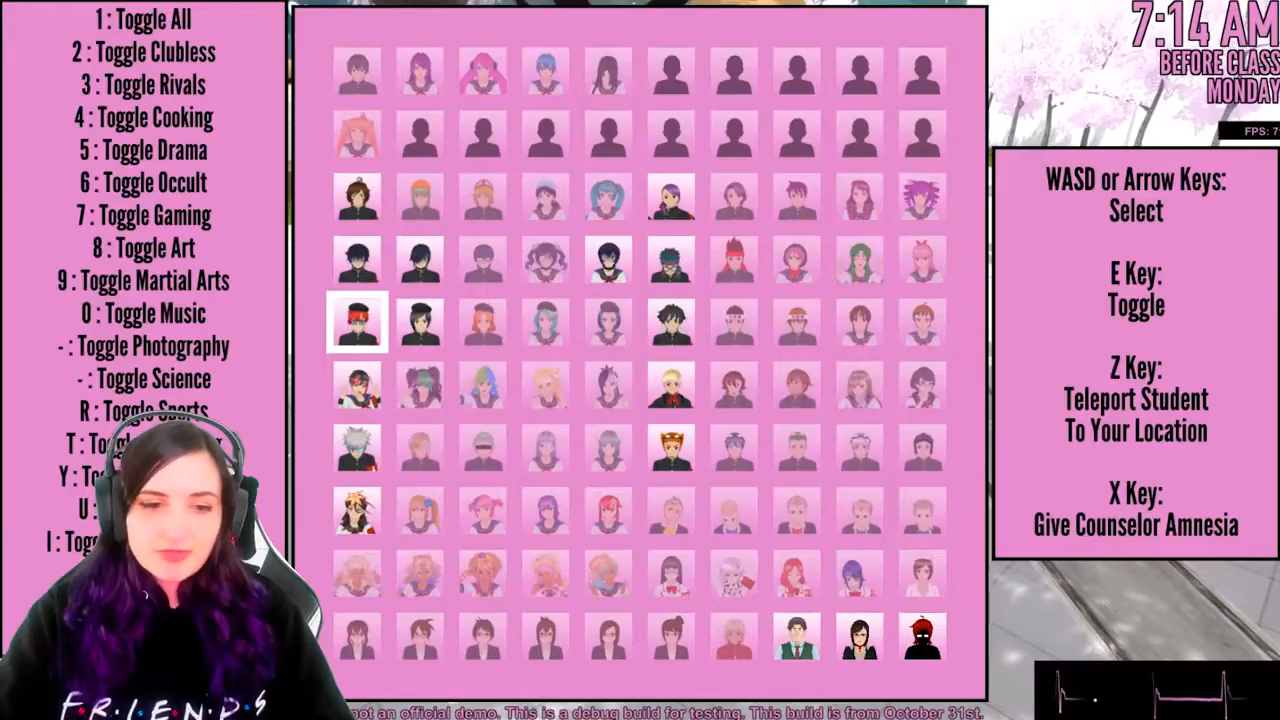 1 : Toggle All
2 : Toggle Clubless
3 : Toggle Rivals
4 : Toggle Cooking
5 : Toggle Drama
6 : Toggle Occult
7 : Toggle Gaming
8 : Toggle Art
9 : Toggle Martial Arts
0 : Toggle Music
- : Toggle Photography
- : Toggle Science
R : Toggle Sports
T :
Y :
U :
I :
F·R·I·E·N·D·S
7:14 AM
BEFORE CLASS
MONDAY
FPS:
WASD or Arrow Keys:
Select
E Key:
Toggle
Z Key:
Teleport Student
To Your Location
X Key:
Give Counselor Amnesia
not an official demo. This is a debug build for testing. This build is from October 31st.